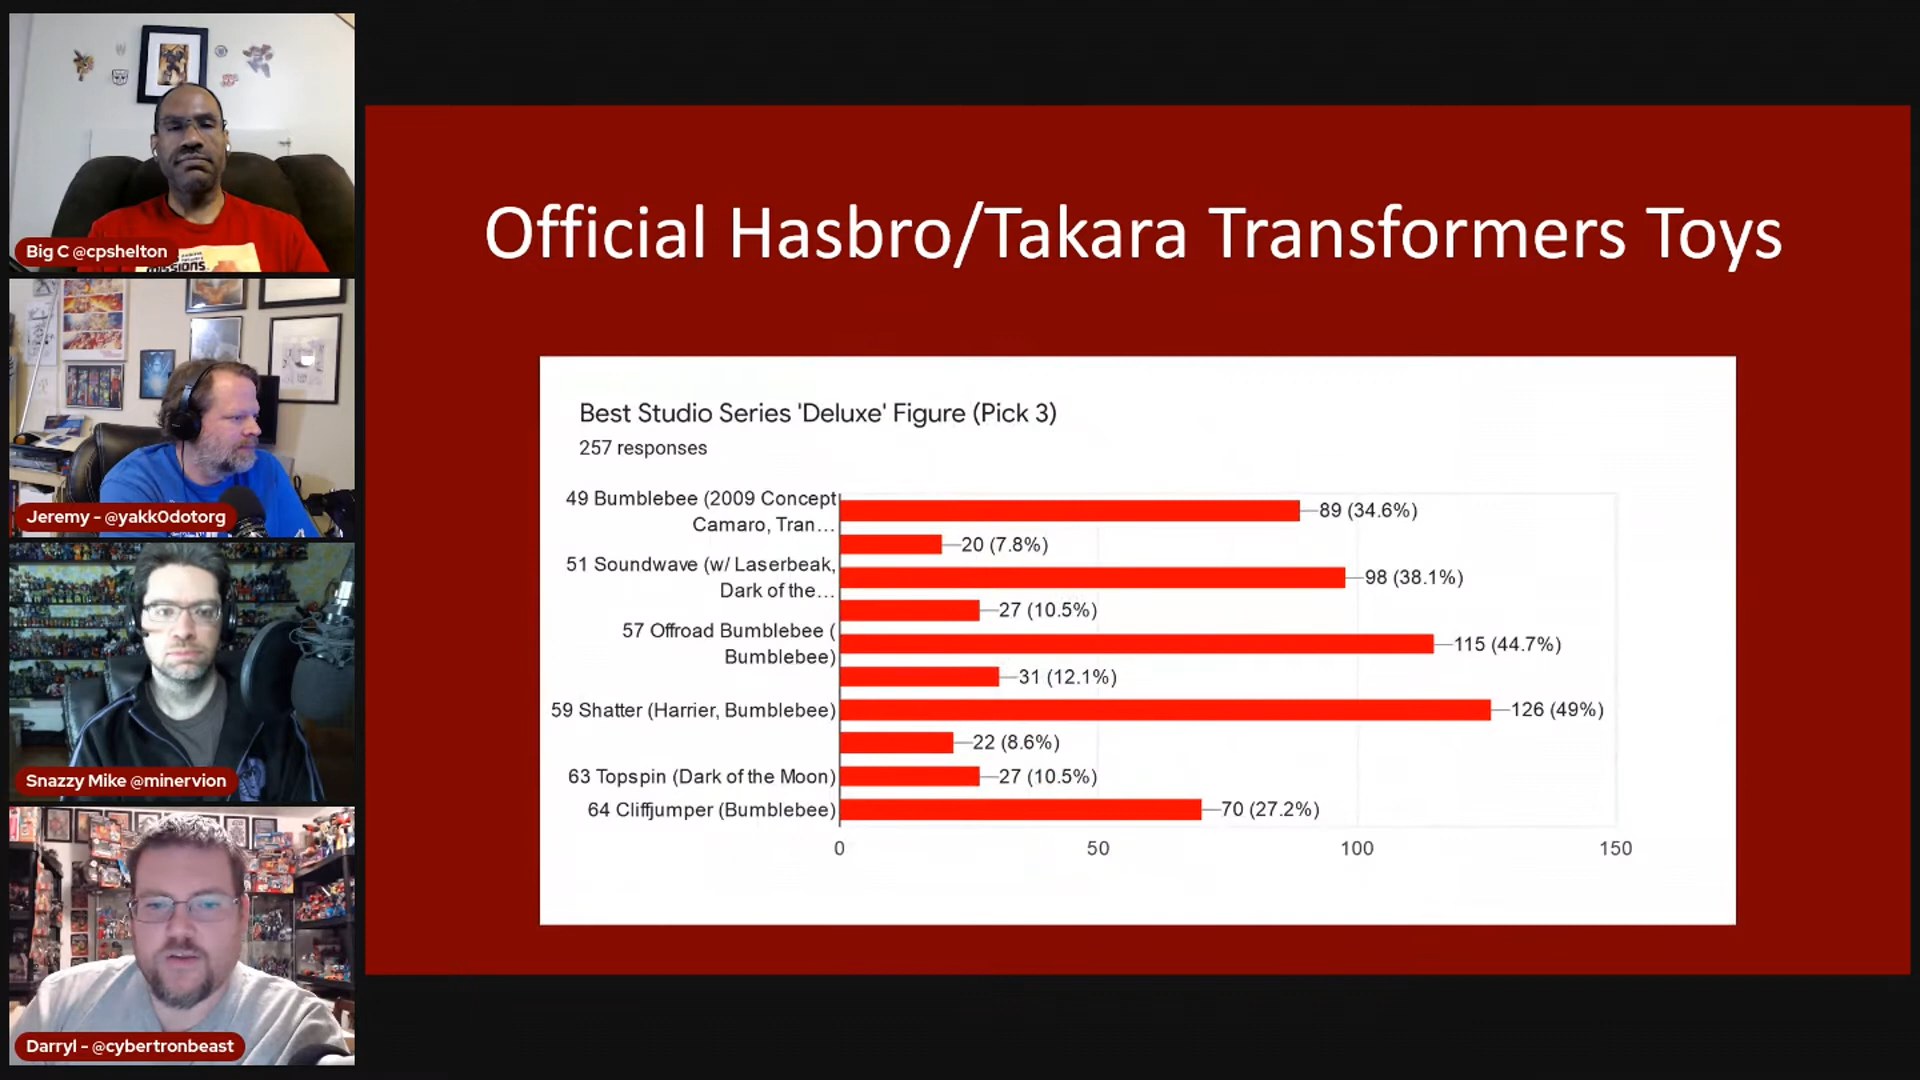 Big C @cpshelton
missions
Jeremy - @yakk0dotorg
Snazzy Mike @minervion
Darryl - @cybertronbeast
Official Hasbro/Takara Transformers Toys
Best Studio Series 'Deluxe' Figure (Pick 3)
257 responses
49 Bumblebee (2009 Concept
Camaro, Tran…
89 (34.6%)
20 (7.8%)
51 Soundwave (w/ Laserbeak,
Dark of the…
98 (38.1%)
27 (10.5%)
57 Offroad Bumblebee (
Bumblebee)
115 (44.7%)
31 (12.1%)
59 Shatter (Harrier, Bumblebee)
126 (49%)
22 (8.6%)
63 Topspin (Dark of the Moon)
27 (10.5%)
64 Cliffjumper (Bumblebee)
70 (27.2%)
0 50 100 150